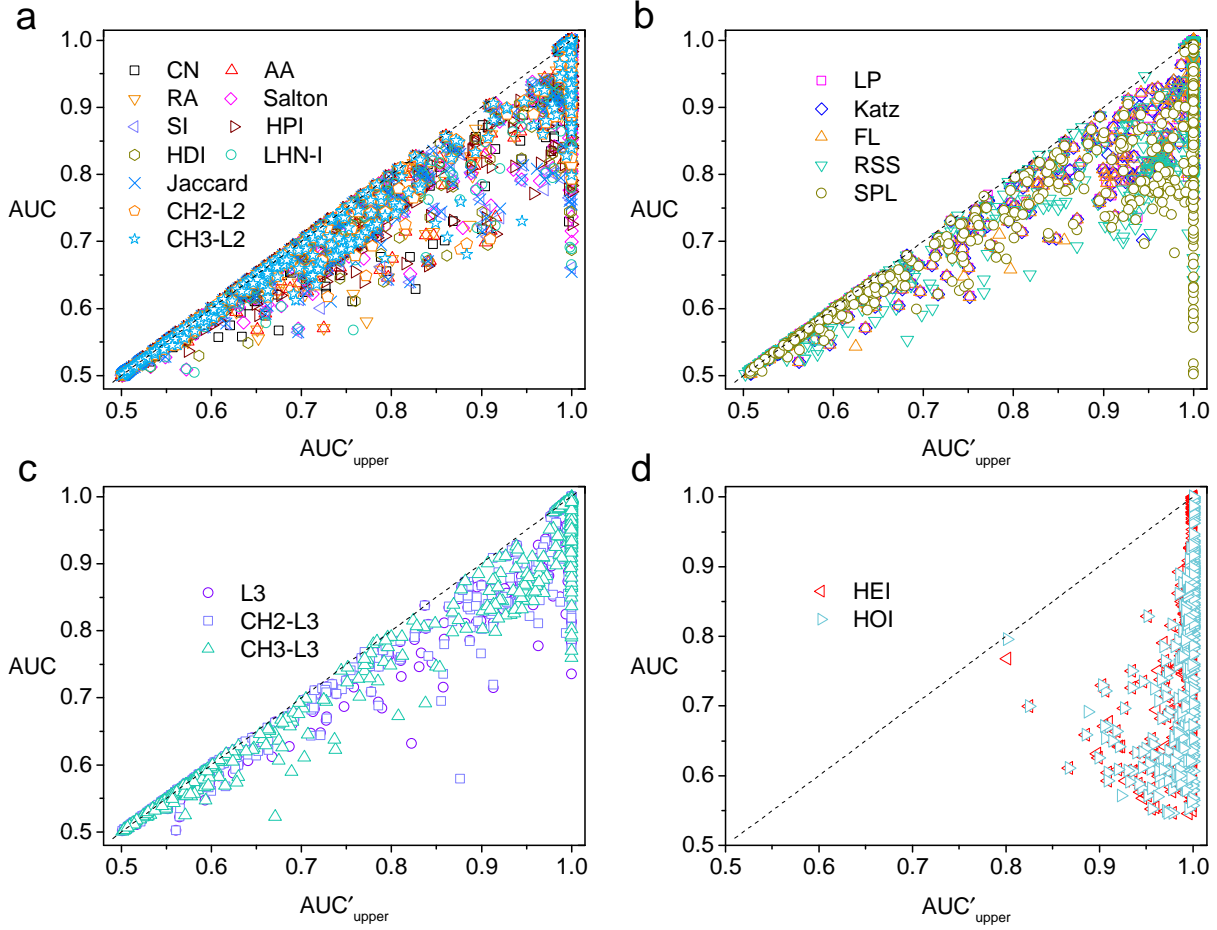 a
1.0
0.9
0.8
0.7
0.6
0.5
AUC
CN AA
RA Salton
SI HPI
HDI LHN-I
Jaccard
CH2-L2
CH3-L2
0.5 0.6 0.7 0.8 0.9 1.0
AUC′upper
b
1.0
0.9
0.8
0.7
0.6
0.5
AUC
LP
Katz
FL
RSS
SPL
0.5 0.6 0.7 0.8 0.9 1.0
AUC′upper
c
1.0
0.9
0.8
0.7
0.6
0.5
AUC
L3
CH2-L3
CH3-L3
0.5 0.6 0.7 0.8 0.9 1.0
AUC′upper
d
1.0
0.9
0.8
0.7
0.6
0.5
AUC
HEI
HOI
0.5 0.6 0.7 0.8 0.9 1.0
AUC′upper